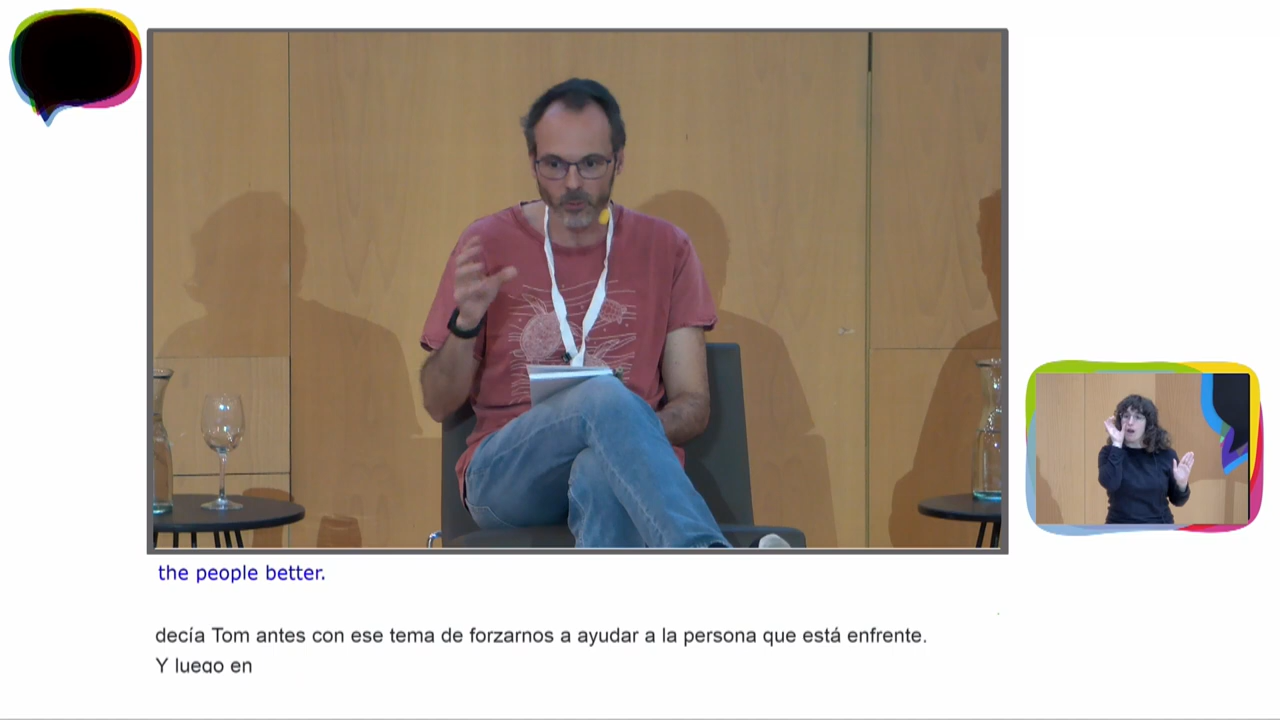 the people better.
decía Tom antes con ese tema de forzarnos a ayudar a la persona que está enfrente.
Y luego en